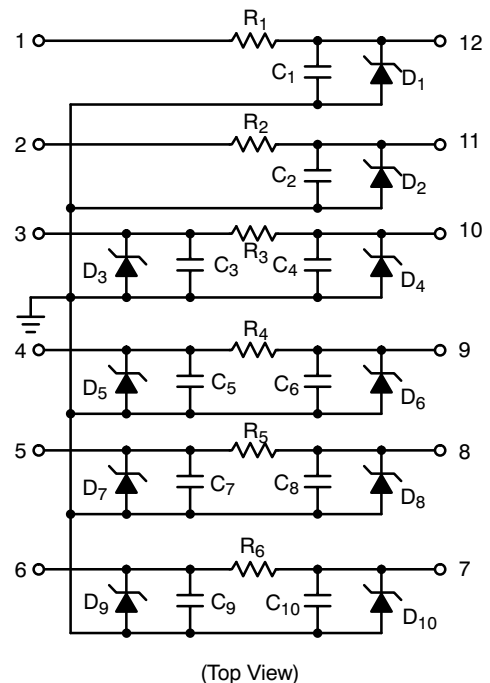 R1
1
12
C1
D1
R2
2
11
C2
D2
3
10
R3
D3
C3
C4
D4
R4
4
9
D5
C5
C6
D6
R5
5
8
D7
C7
C8
D8
R6
6
7
D9
C9
C10
D10
(Top View)